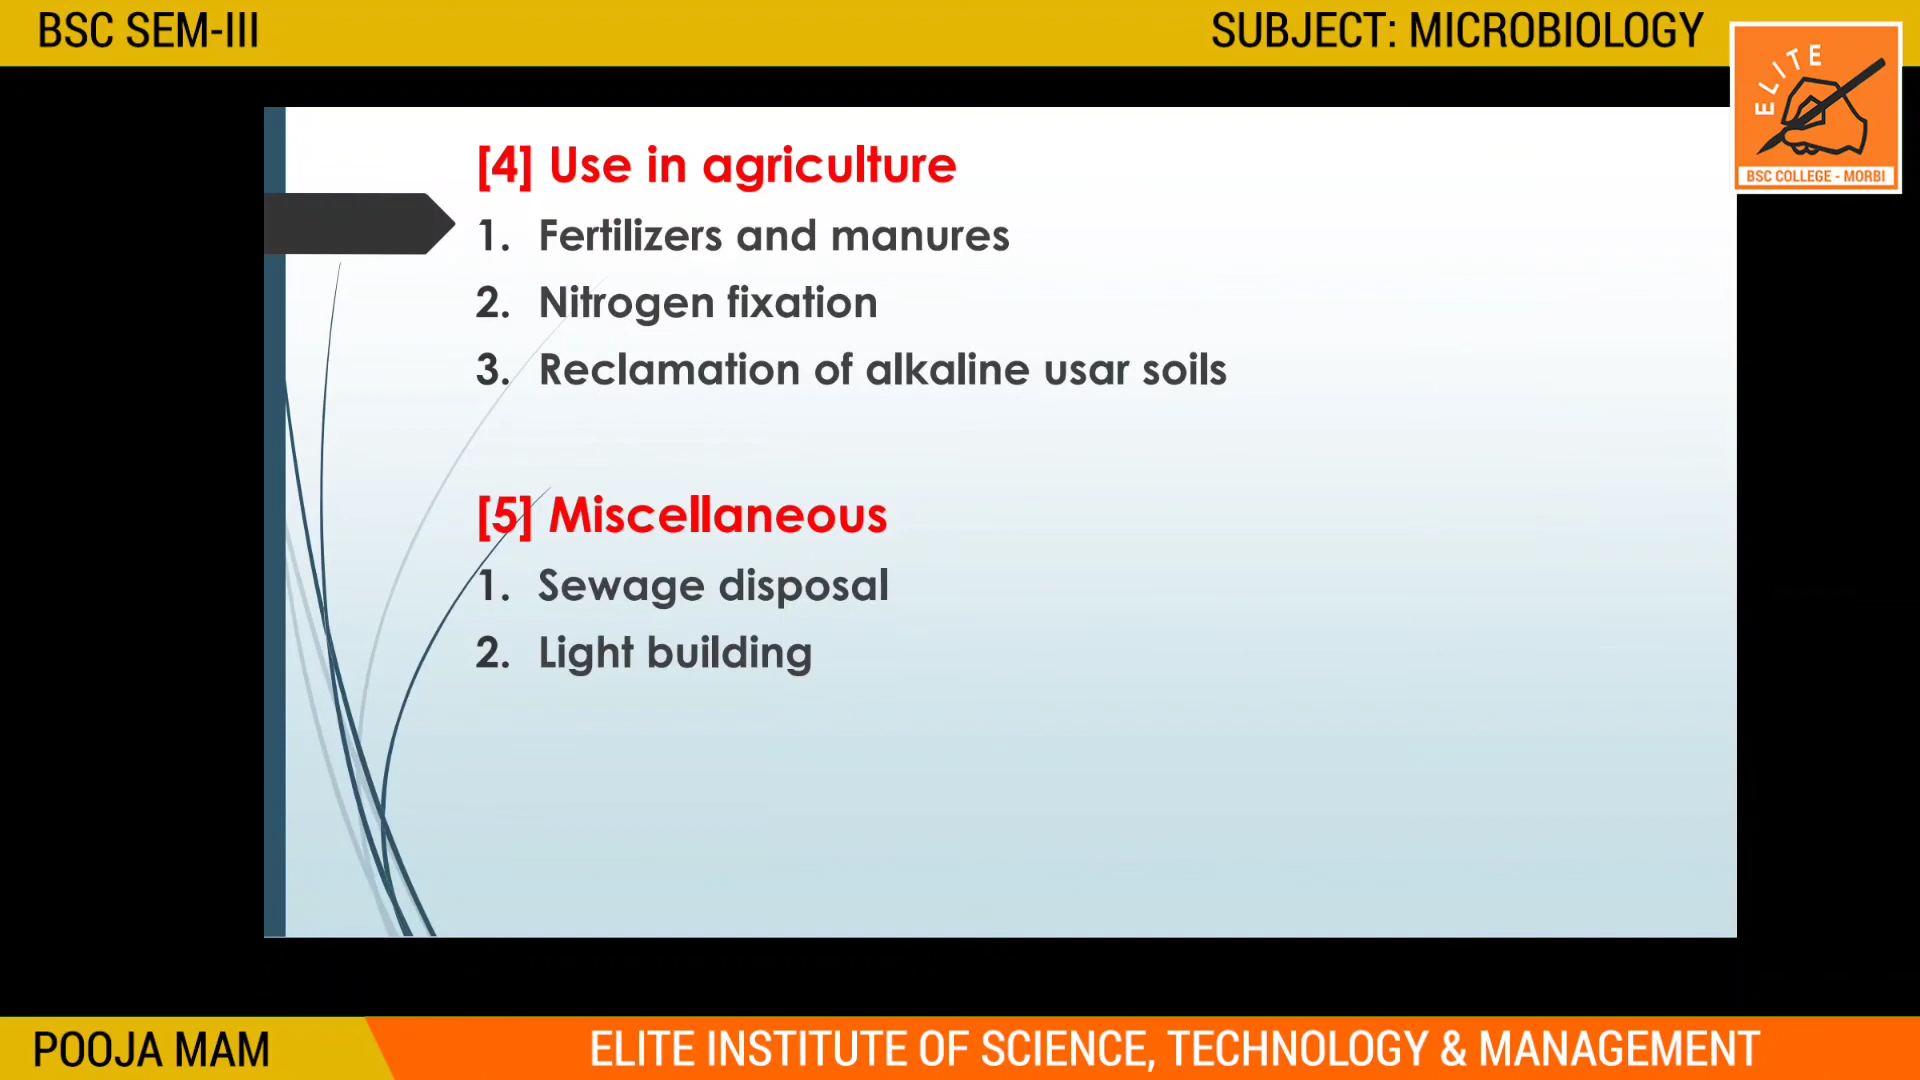 BSC SEM-III
SUBJECT: MICROBIOLOGY
ELITE
BSC COLLEGE - MORBI
[4] Use in agriculture
1. Fertilizers and manures
2. Nitrogen fixation
3. Reclamation of alkaline usar soils
[5] Miscellaneous
1. Sewage disposal
2. Light building
POOJA MAM
ELITE INSTITUTE OF SCIENCE, TECHNOLOGY & MANAGEMENT